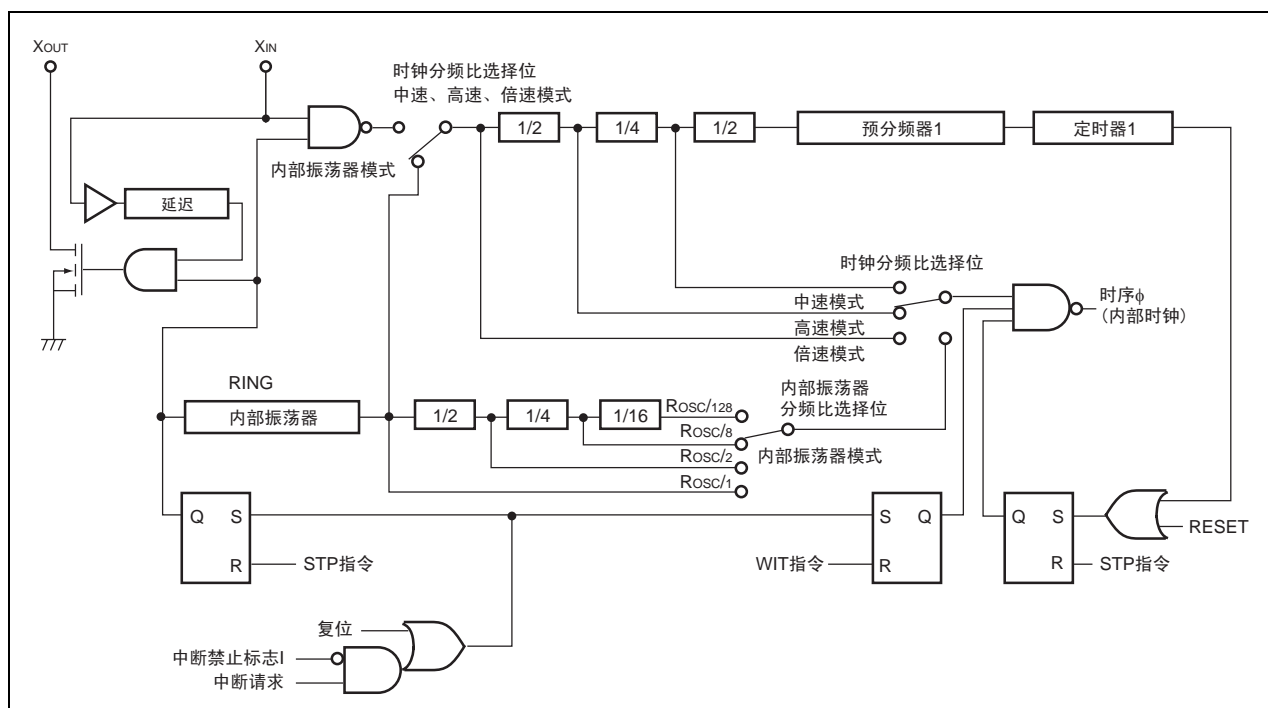 XOUT
XIN
时钟分频比选择位
中速、高速、倍速模式
1/2
1/4
1/2
预分频器1
定时器1
内部振荡器模式
延迟
时钟分频比选择位
中速模式
高速模式
倍速模式
时序ϕ
（内部时钟）
RING
内部振荡器
1/2
1/4
1/16
ROSC/128
ROSC/8
ROSC/2
ROSC/1
内部振荡器
分频比选择位
内部振荡器模式
Q
S
R
STP指令
S
Q
R
WIT指令
Q
S
R
STP指令
RESET
复位
中断禁止标志I
中断请求